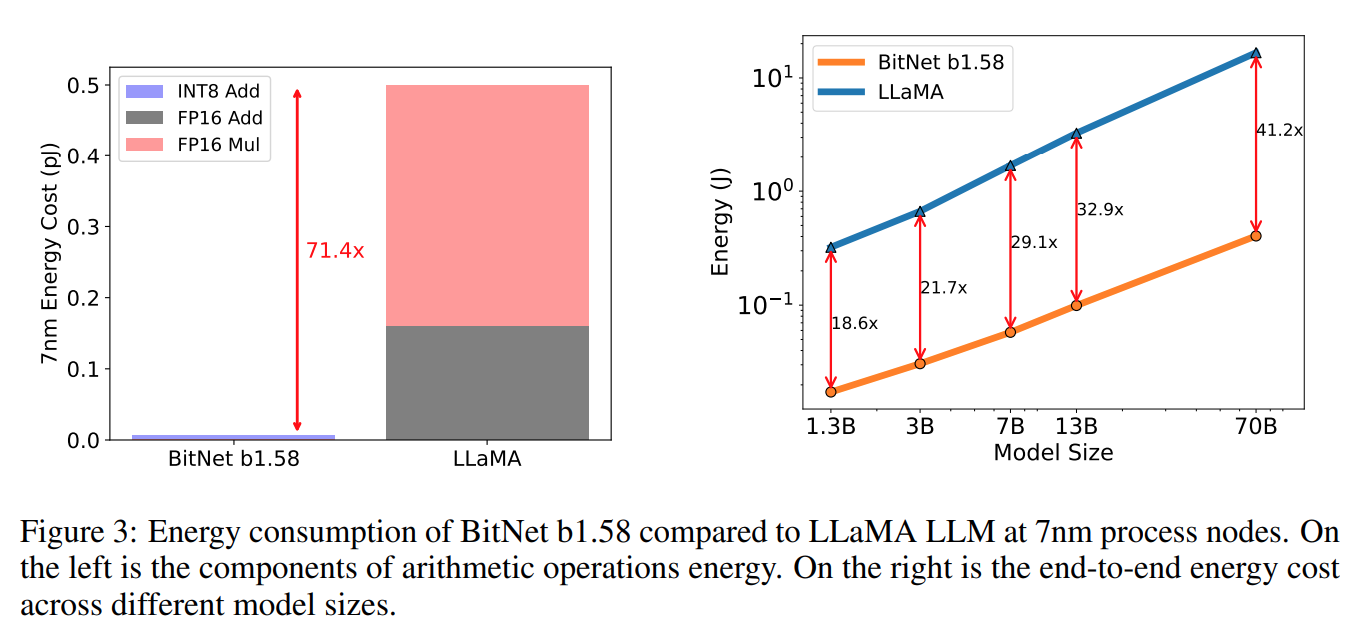 INT8 Add
FP16 Add
FP16 Mul
0.5
0.4
0.3
0.2
0.1
0.0
7nm Energy Cost (pJ)
71.4x
BitNet b1.58
LLaMA
BitNet b1.58
LLaMA
10¹
10⁰
10⁻¹
Energy (J)
18.6x
21.7x
29.1x
32.9x
41.2x
1.3B
3B
7B
13B
70B
Model Size
Figure 3: Energy consumption of BitNet b1.58 compared to LLaMA LLM at 7nm process nodes. On
the left is the components of arithmetic operations energy. On the right is the end-to-end energy cost
across different model sizes.